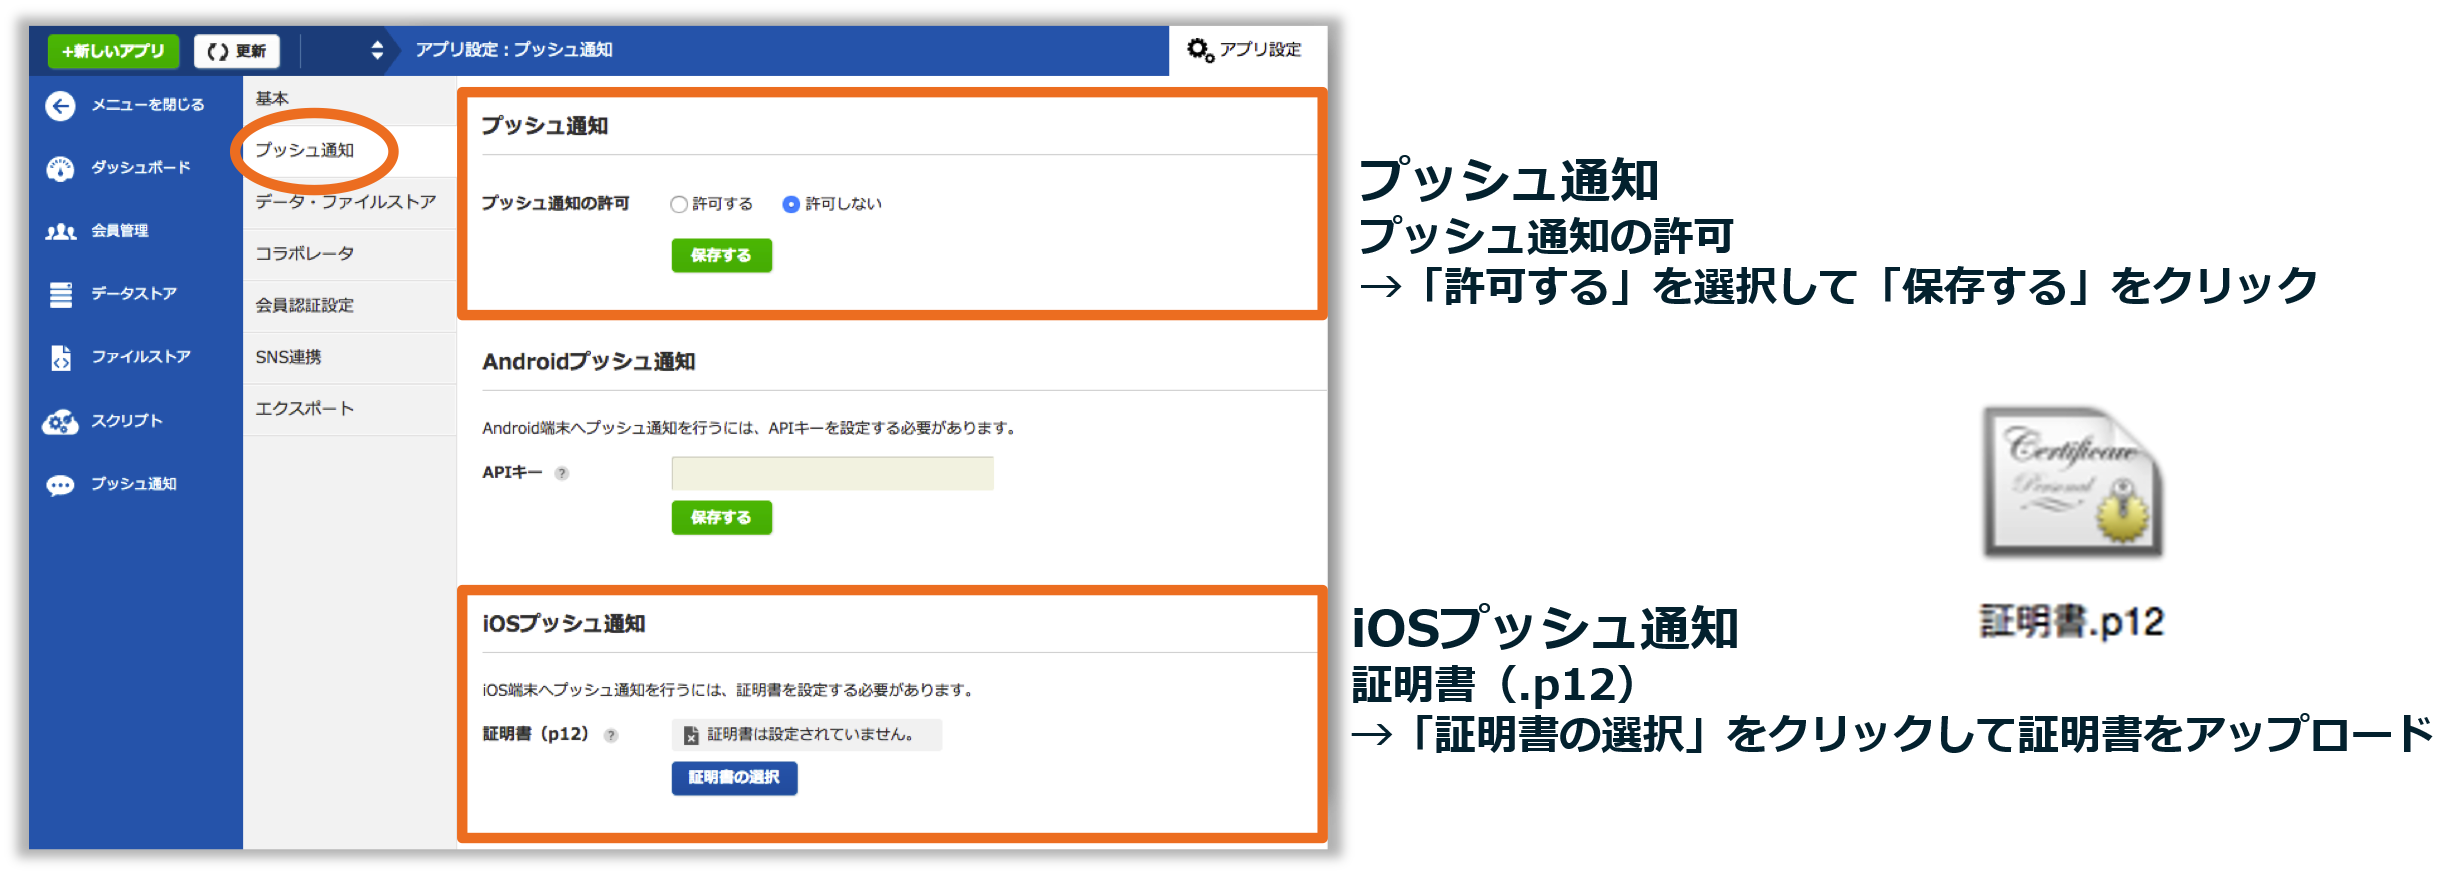 +新しいアプリ
更新
アプリ設定：プッシュ通知
アプリ設定
メニューを閉じる
ダッシュボード
会員管理
データストア
ファイルストア
スクリプト
プッシュ通知
基本
プッシュ通知
データ・ファイルストア
コラボレータ
会員認証設定
SNS連携
エクスポート
プッシュ通知
プッシュ通知の許可 許可する 許可しない
保存する
Androidプッシュ通知
Android端末へプッシュ通知を行うには、APIキーを設定する必要があります。
APIキー ?
保存する
iOSプッシュ通知
iOS端末へプッシュ通知を行うには、証明書を設定する必要があります。
証明書（p12） ? 証明書は設定されていません。
証明書の選択
プッシュ通知
プッシュ通知の許可
→「許可する」を選択して「保存する」をクリック
Certificate
Personal
証明書.p12
iOSプッシュ通知
証明書（.p12）
→「証明書の選択」をクリックして証明書をアップロード